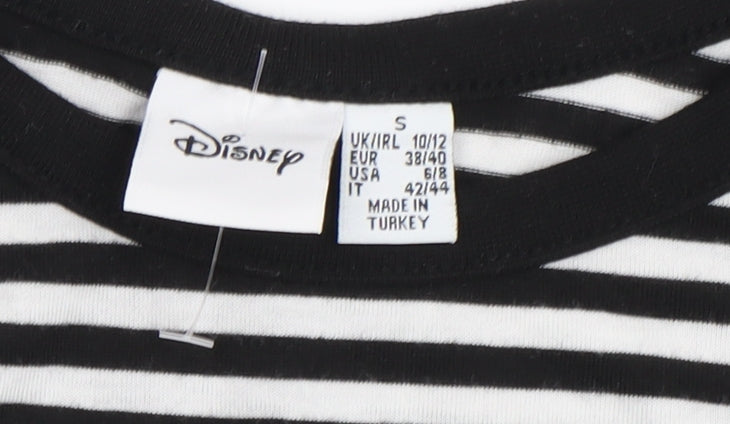 Disney
S
UK/IRL 10/12
EUR 38/40
USA 6/8
IT 42/44
MADE IN
TURKEY